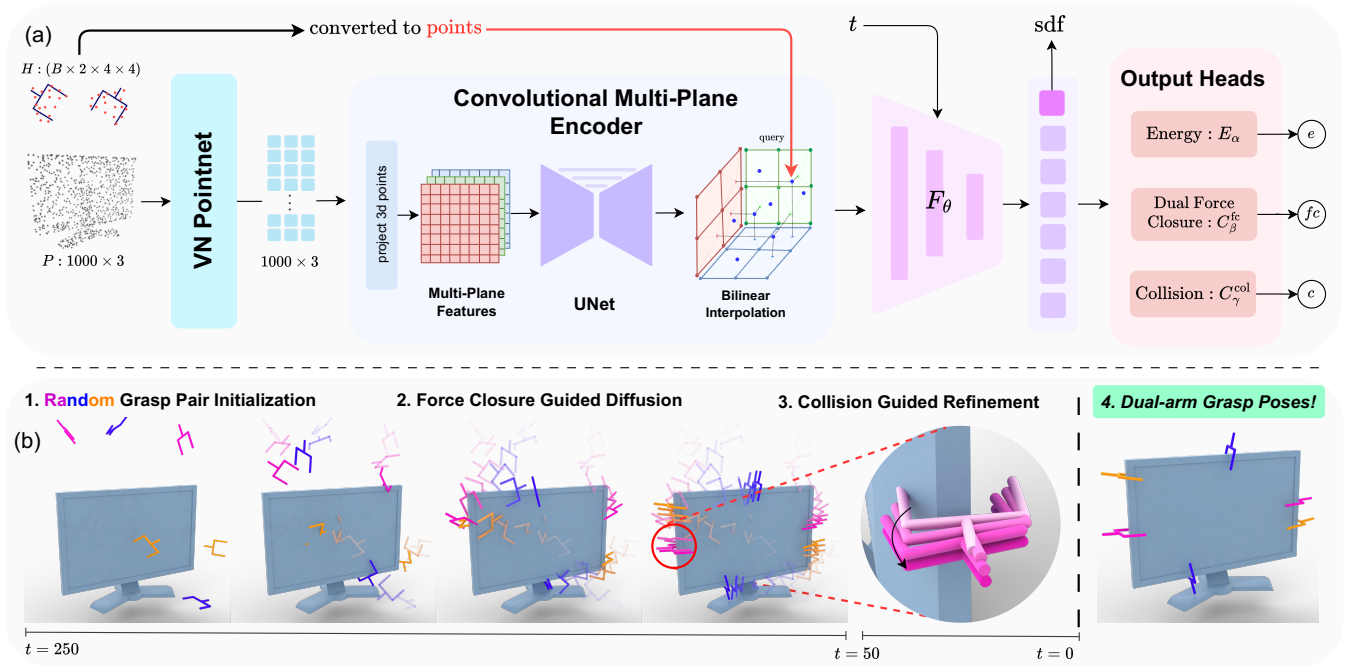 (a)
converted to points
H : (B × 2 × 4 × 4)
P : 1000 × 3
VN Pointnet
⋮
1000 × 3
Convolutional Multi-Plane
Encoder
project 3d points
Multi-Plane
Features
UNet
query
Bilinear
Interpolation
t
F_θ
sdf
Output Heads
Energy : E_α
e
Dual Force
Closure : C_β^fc
fc
Collision : C_γ^col
c
1. Random Grasp Pair Initialization
2. Force Closure Guided Diffusion
3. Collision Guided Refinement
4. Dual-arm Grasp Poses!
(b)
t = 250
t = 50
t = 0